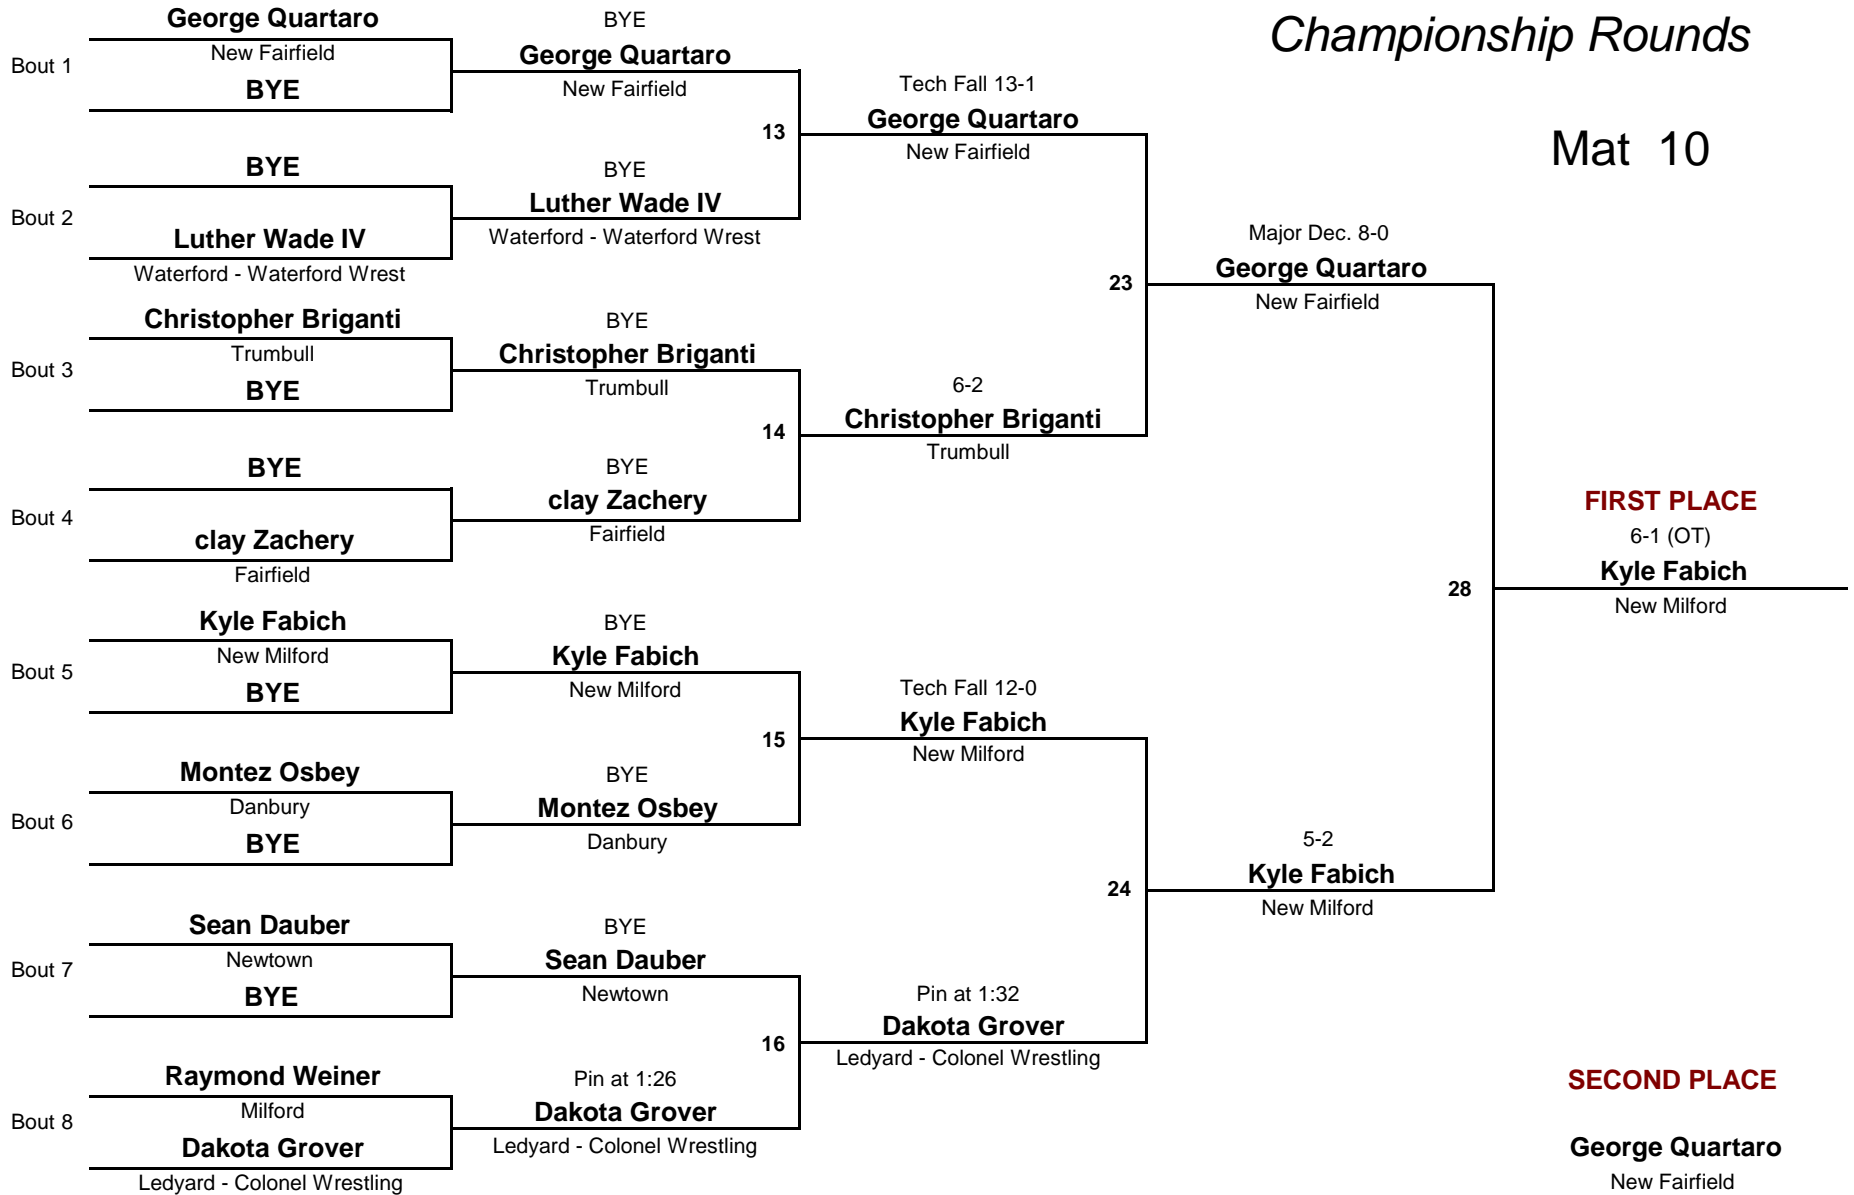 Championship Rounds
Mat 10
George Quartaro
New Fairfield
Bout 1
BYE
BYE
Bout 2
Luther Wade IV
Waterford - Waterford Wrest
Christopher Briganti
Trumbull
Bout 3
BYE
BYE
Bout 4
clay Zachery
Fairfield
Kyle Fabich
New Milford
Bout 5
BYE
Montez Osbey
Danbury
Bout 6
BYE
Sean Dauber
Newtown
Bout 7
BYE
Raymond Weiner
Milford
Bout 8
Dakota Grover
Ledyard - Colonel Wrestling
BYE
George Quartaro
New Fairfield
13
BYE
Luther Wade IV
Waterford - Waterford Wrest
BYE
Christopher Briganti
Trumbull
14
BYE
clay Zachery
Fairfield
BYE
Kyle Fabich
New Milford
15
BYE
Montez Osbey
Danbury
BYE
Sean Dauber
Newtown
16
Pin at 1:26
Dakota Grover
Ledyard - Colonel Wrestling
Tech Fall 13-1
George Quartaro
New Fairfield
23
6-2
Christopher Briganti
Trumbull
Tech Fall 12-0
Kyle Fabich
New Milford
24
Pin at 1:32
Dakota Grover
Ledyard - Colonel Wrestling
Major Dec. 8-0
George Quartaro
New Fairfield
28
5-2
Kyle Fabich
New Milford
FIRST PLACE
6-1 (OT)
Kyle Fabich
New Milford
SECOND PLACE
George Quartaro
New Fairfield